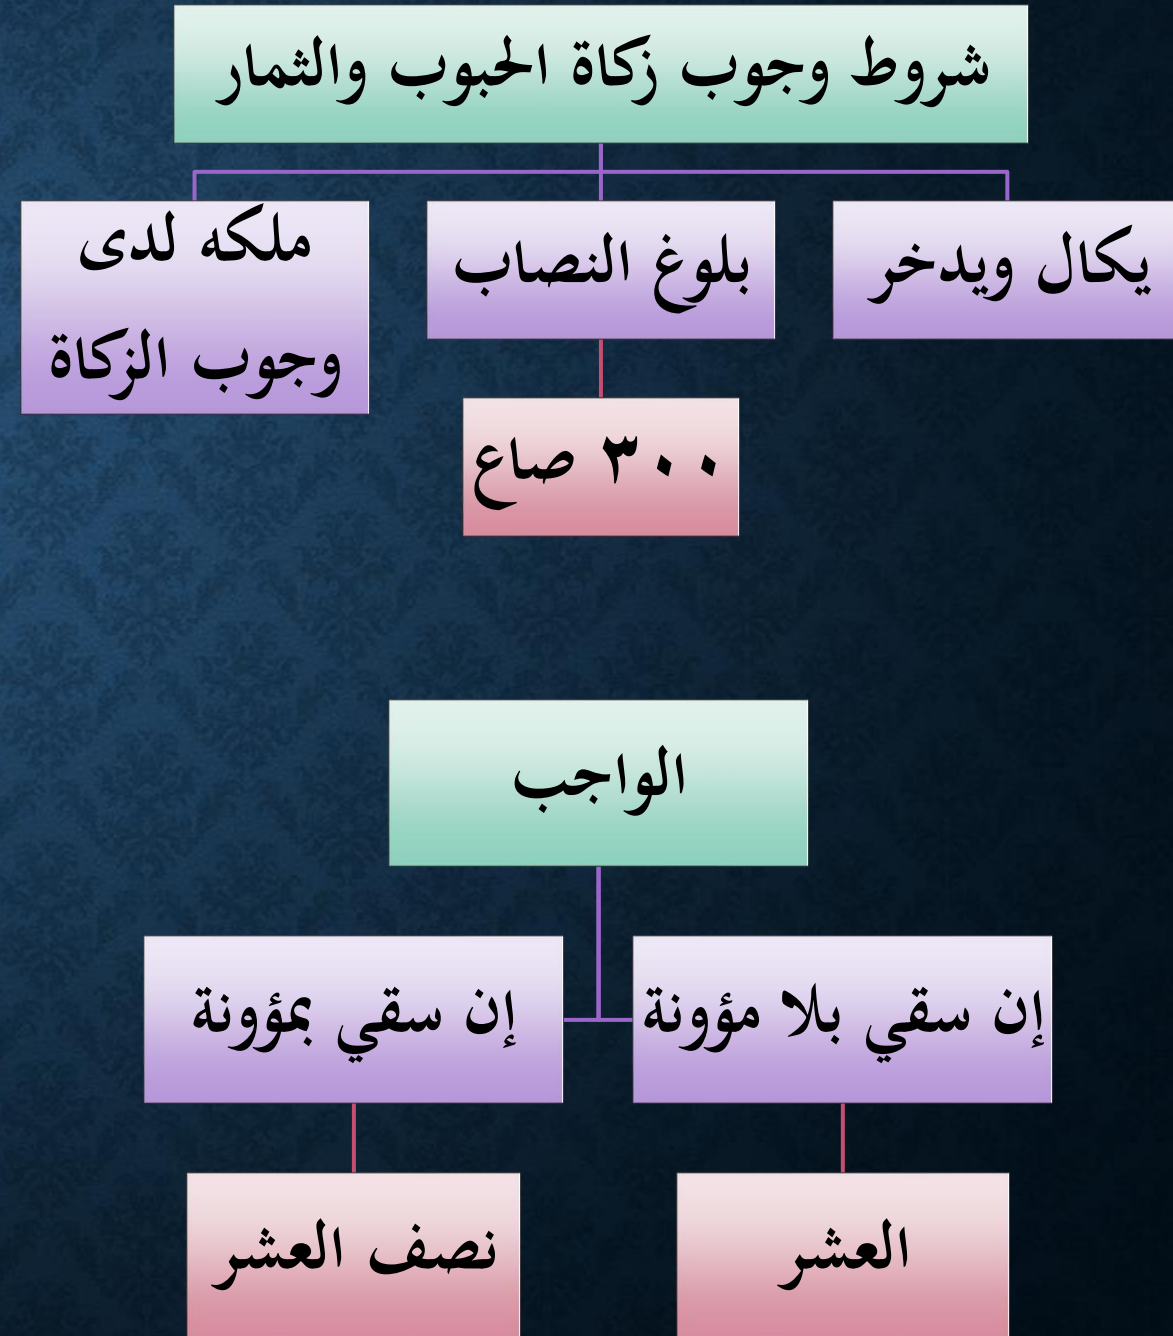 شروط وجوب زكاة الحبوب والثمار
يكال ويدخر
بلوغ النصاب
ملكه لدى
وجوب الزكاة
٣٠٠ صاع
الواجب
إن سقي بلا مؤونة
إن سقي بمؤونة
العشر
نصف العشر